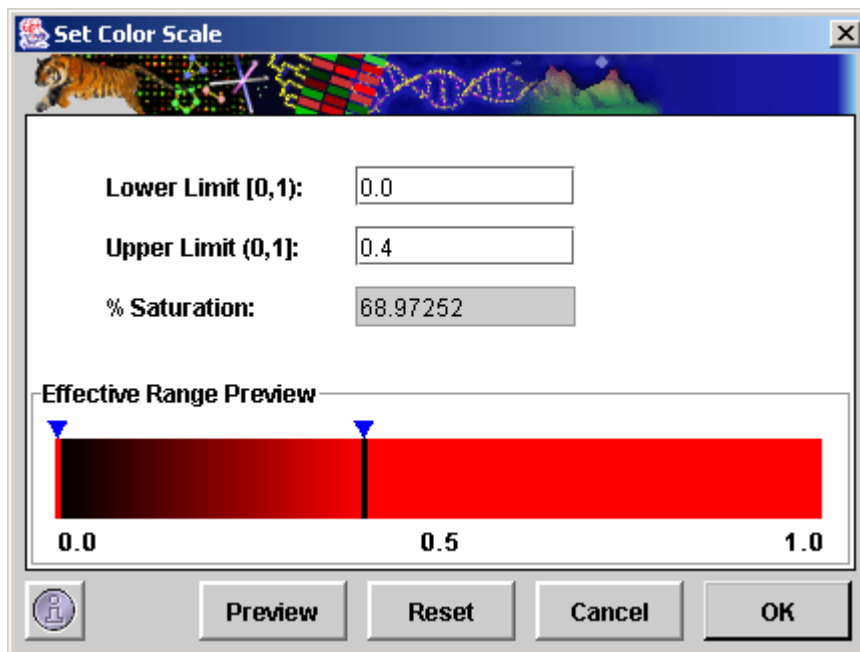 Set Color Scale
Lower Limit [0,1): 0.0
Upper Limit (0,1]: 0.4
% Saturation: 68.97252
Effective Range Preview
0.0 0.5 1.0
Preview Reset Cancel OK